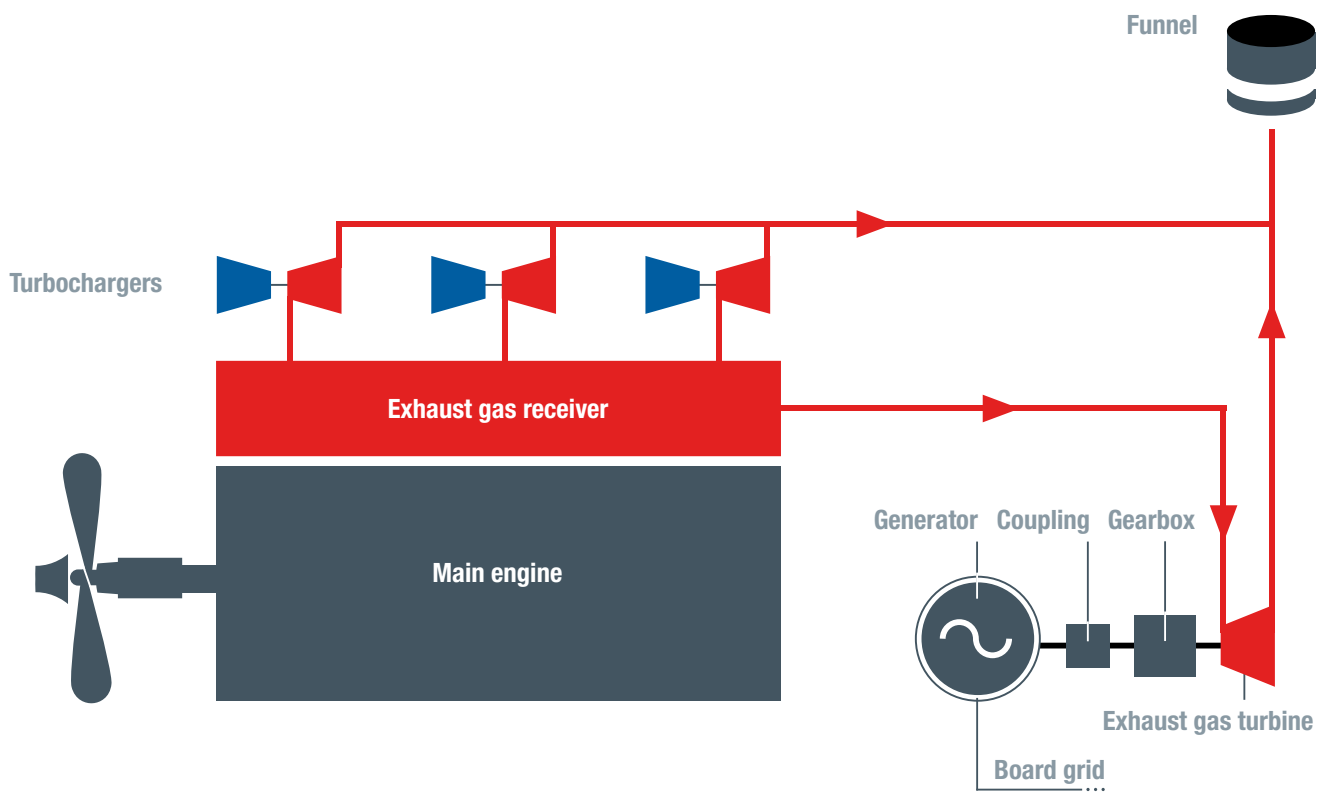 Funnel
Turbochargers
Exhaust gas receiver
Main engine
Generator
Coupling
Gearbox
Exhaust gas turbine
Board grid